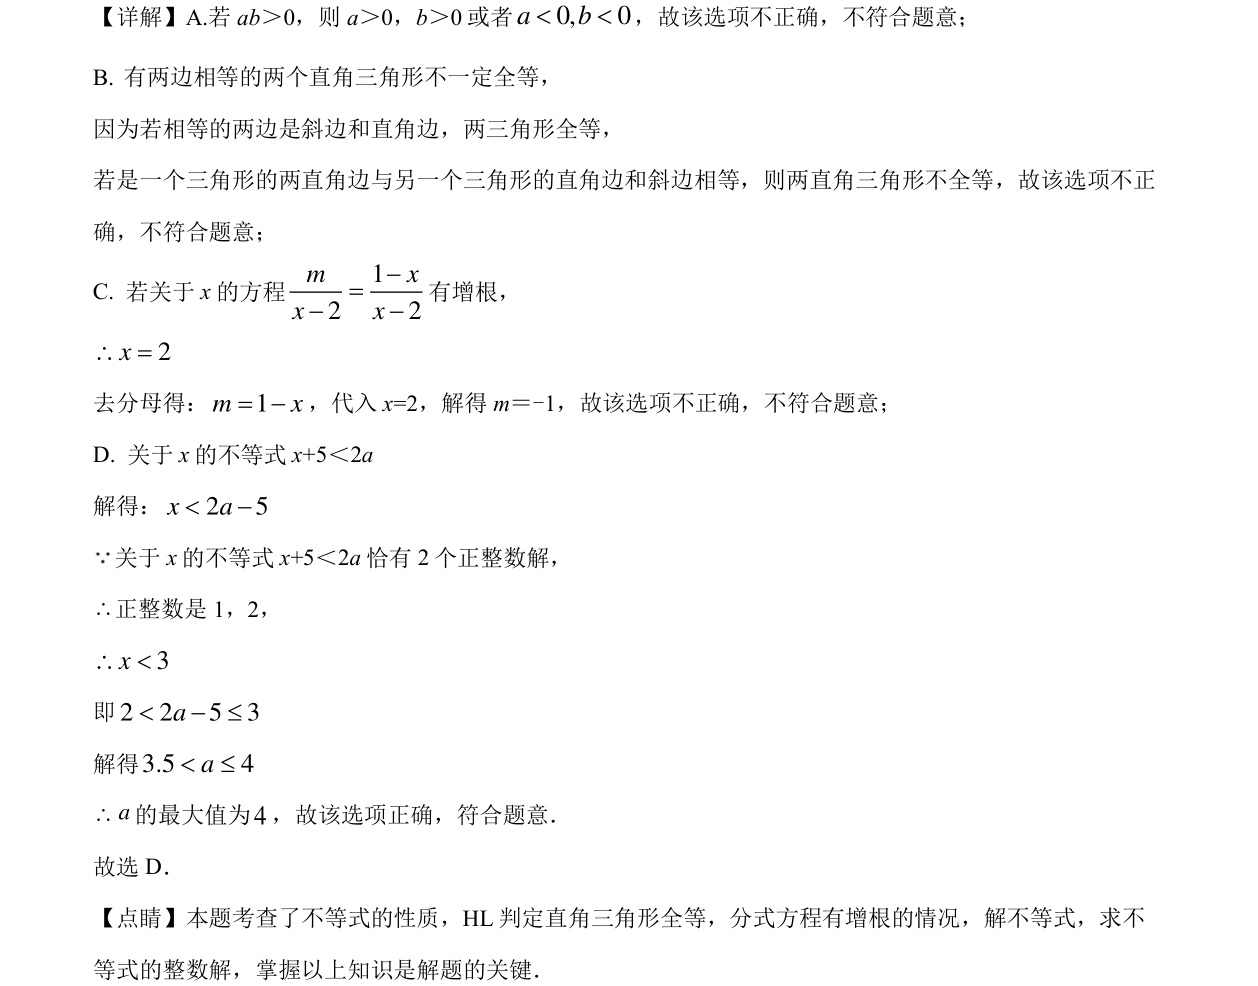 【详解】A.若 ab＞0，则 a＞0，b＞0 或者 a < 0,b < 0，故该选项不正确，不符合题意；
B. 有两边相等的两个直角三角形不一定全等，
因为若相等的两边是斜边和直角边，两三角形全等，
若是一个三角形的两直角边与另一个三角形的直角边和斜边相等，则两直角三角形不全等，故该选项不正
确，不符合题意；
C. 若关于 x 的方程 m/(x−2) = (1−x)/(x−2) 有增根，
∴ x = 2
去分母得： m = 1− x ，代入 x=2，解得 m＝-1，故该选项不正确，不符合题意；
D. 关于 x 的不等式 x+5＜2a
解得： x < 2a − 5
∵关于 x 的不等式 x+5＜2a 恰有 2 个正整数解，
∴正整数是 1，2，
∴ x < 3
即 2 < 2a − 5 ≤ 3
解得 3.5 < a ≤ 4
∴ a 的最大值为 4 ，故该选项正确，符合题意．
故选 D．
【点睛】本题考查了不等式的性质，HL 判定直角三角形全等，分式方程有增根的情况，解不等式，求不
等式的整数解，掌握以上知识是解题的关键．